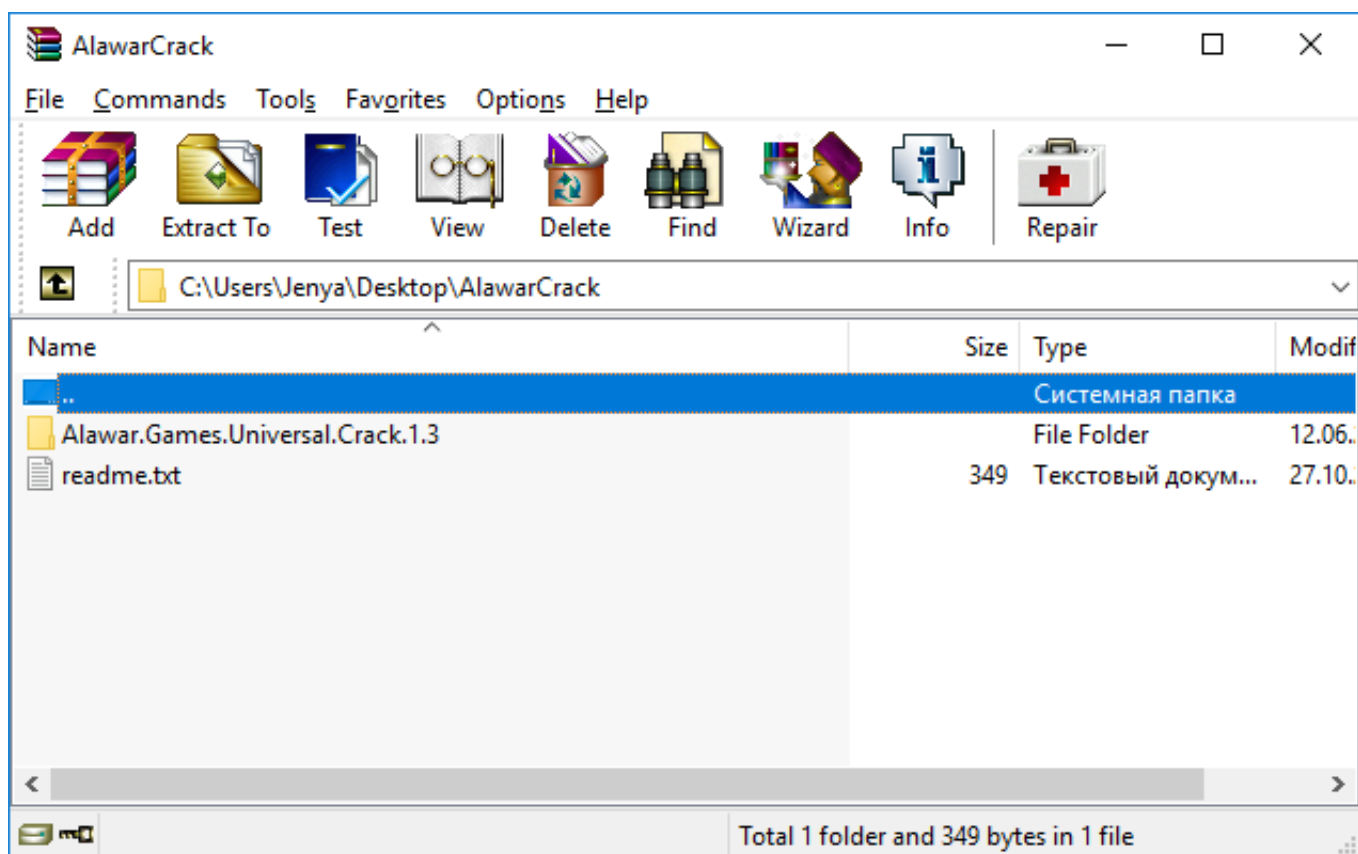 AlawarCrack
File Commands Tools Favorites Options Help
Add Extract To Test View Delete Find Wizard Info Repair
C:\Users\Jenya\Desktop\AlawarCrack
Name Size Type Modif
.. Системная папка
Alawar.Games.Universal.Crack.1.3 File Folder 12.06.
readme.txt 349 Текстовый докум... 27.10.
Total 1 folder and 349 bytes in 1 file